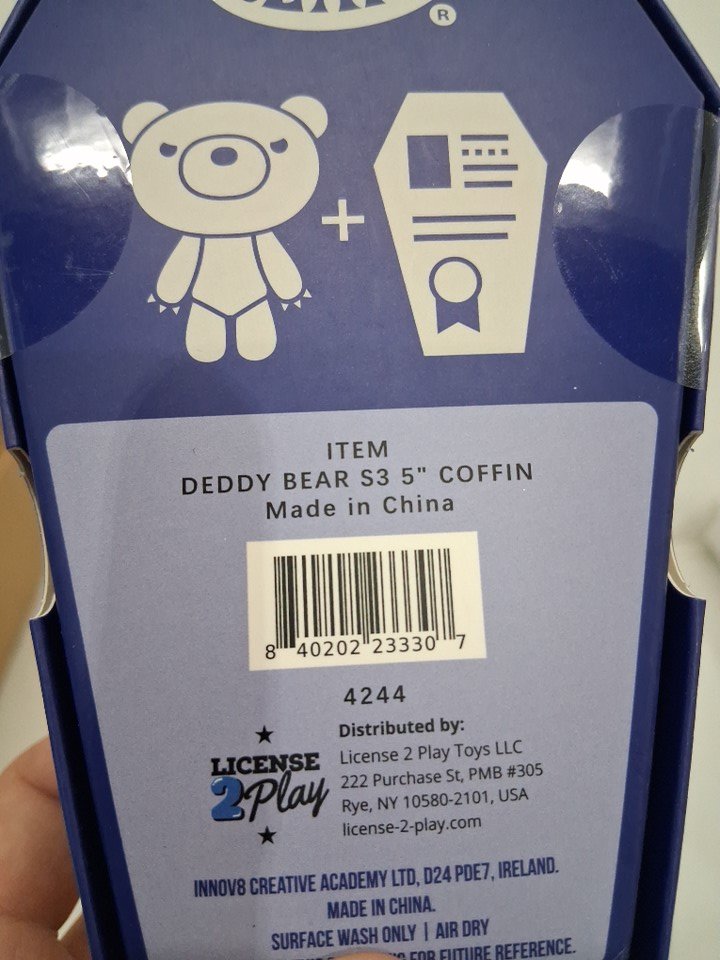 ®
ITEM
DEDDY BEAR S3 5" COFFIN
Made in China
8 40202 23330 7
4244
Distributed by:
LICENSE
2Play
License 2 Play Toys LLC
222 Purchase St, PMB #305
Rye, NY 10580-2101, USA
license-2-play.com
INNOV8 CREATIVE ACADEMY LTD, D24 PDE7, IRELAND.
MADE IN CHINA.
SURFACE WASH ONLY | AIR DRY
FOR FUTURE REFERENCE.